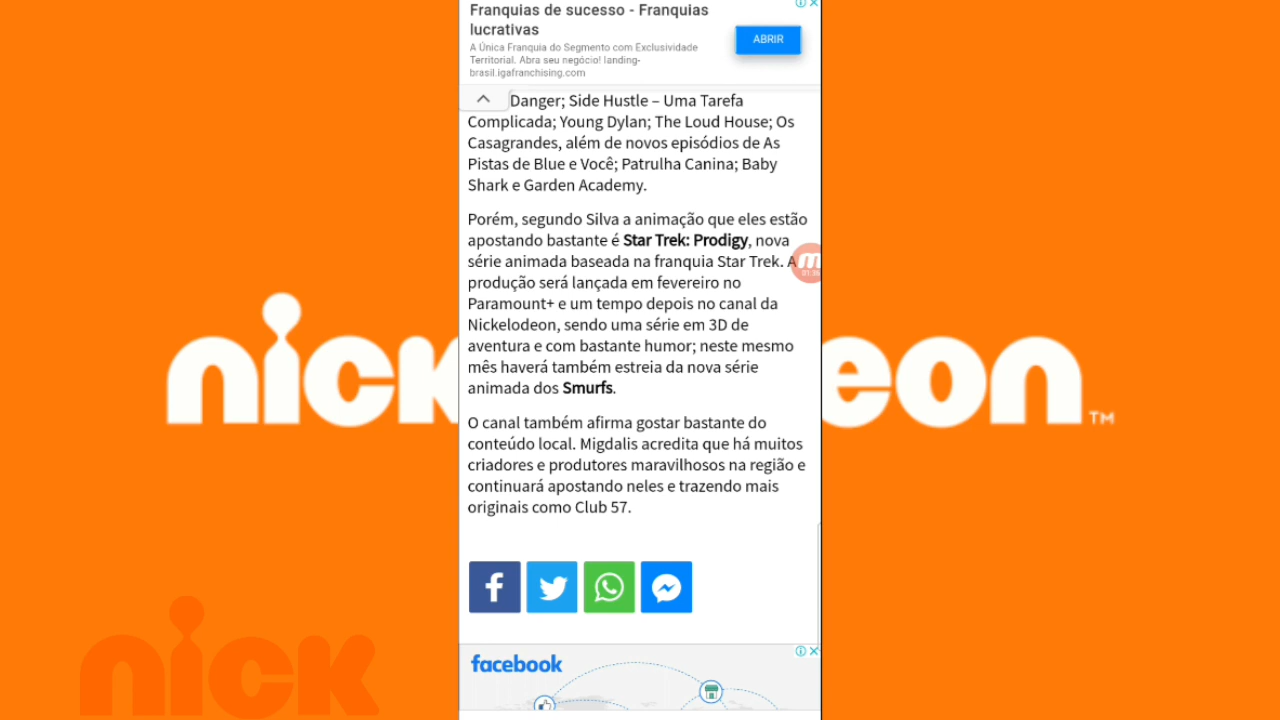 Franquias de sucesso - Franquias
lucrativas
A Única Franquia do Segmento com Exclusividade
Territorial. Abra seu negócio! landing-
brasil.igafranchising.com
ABRIR
Danger; Side Hustle – Uma Tarefa
Complicada; Young Dylan; The Loud House; Os
Casagrandes, além de novos episódios de As
Pistas de Blue e Você; Patrulha Canina; Baby
Shark e Garden Academy.
Porém, segundo Silva a animação que eles estão
apostando bastante é Star Trek: Prodigy, nova
série animada baseada na franquia Star Trek. A
produção será lançada em fevereiro no
Paramount+ e um tempo depois no canal da
Nickelodeon, sendo uma série em 3D de
aventura e com bastante humor; neste mesmo
mês haverá também estreia da nova série
animada dos Smurfs.
O canal também afirma gostar bastante do
conteúdo local. Migdalis acredita que há muitos
criadores e produtores maravilhosos na região e
continuará apostando neles e trazendo mais
originais como Club 57.
facebook
nick eon TM
nick